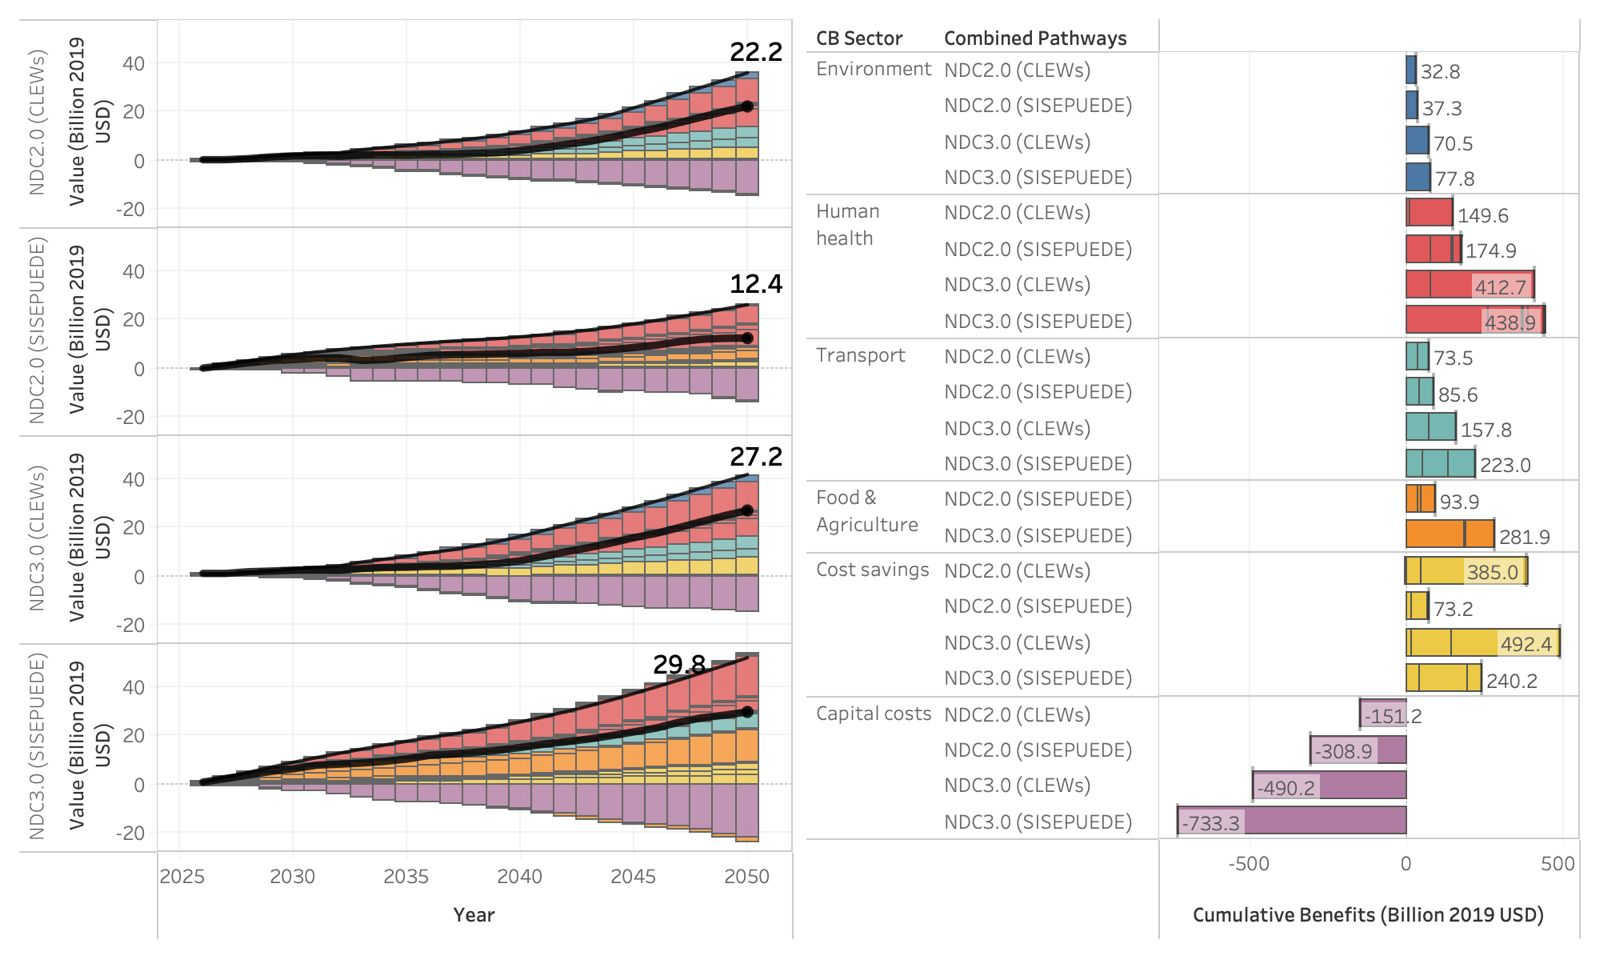 NDC2.0 (CLEWs)
Value (Billion 2019
USD)
40
20
0
-20
22.2
NDC2.0 (SISEPUEDE)
Value (Billion 2019
USD)
40
20
0
-20
12.4
NDC3.0 (CLEWs)
Value (Billion 2019
USD)
40
20
0
-20
27.2
NDC3.0 (SISEPUEDE)
Value (Billion 2019
USD)
40
20
0
-20
29.8
2025 2030 2035 2040 2045 2050
Year
CB Sector Combined Pathways
Environment NDC2.0 (CLEWs) 32.8
NDC2.0 (SISEPUEDE) 37.3
NDC3.0 (CLEWs) 70.5
NDC3.0 (SISEPUEDE) 77.8
Human
health
NDC2.0 (CLEWs) 149.6
NDC2.0 (SISEPUEDE) 174.9
NDC3.0 (CLEWs) 412.7
NDC3.0 (SISEPUEDE) 438.9
Transport NDC2.0 (CLEWs) 73.5
NDC2.0 (SISEPUEDE) 85.6
NDC3.0 (CLEWs) 157.8
NDC3.0 (SISEPUEDE) 223.0
Food &
Agriculture
NDC2.0 (SISEPUEDE) 93.9
NDC3.0 (SISEPUEDE) 281.9
Cost savings NDC2.0 (CLEWs) 385.0
NDC2.0 (SISEPUEDE) 73.2
NDC3.0 (CLEWs) 492.4
NDC3.0 (SISEPUEDE) 240.2
Capital costs NDC2.0 (CLEWs) -151.2
NDC2.0 (SISEPUEDE) -308.9
NDC3.0 (CLEWs) -490.2
NDC3.0 (SISEPUEDE) -733.3
-500 0 500
Cumulative Benefits (Billion 2019 USD)